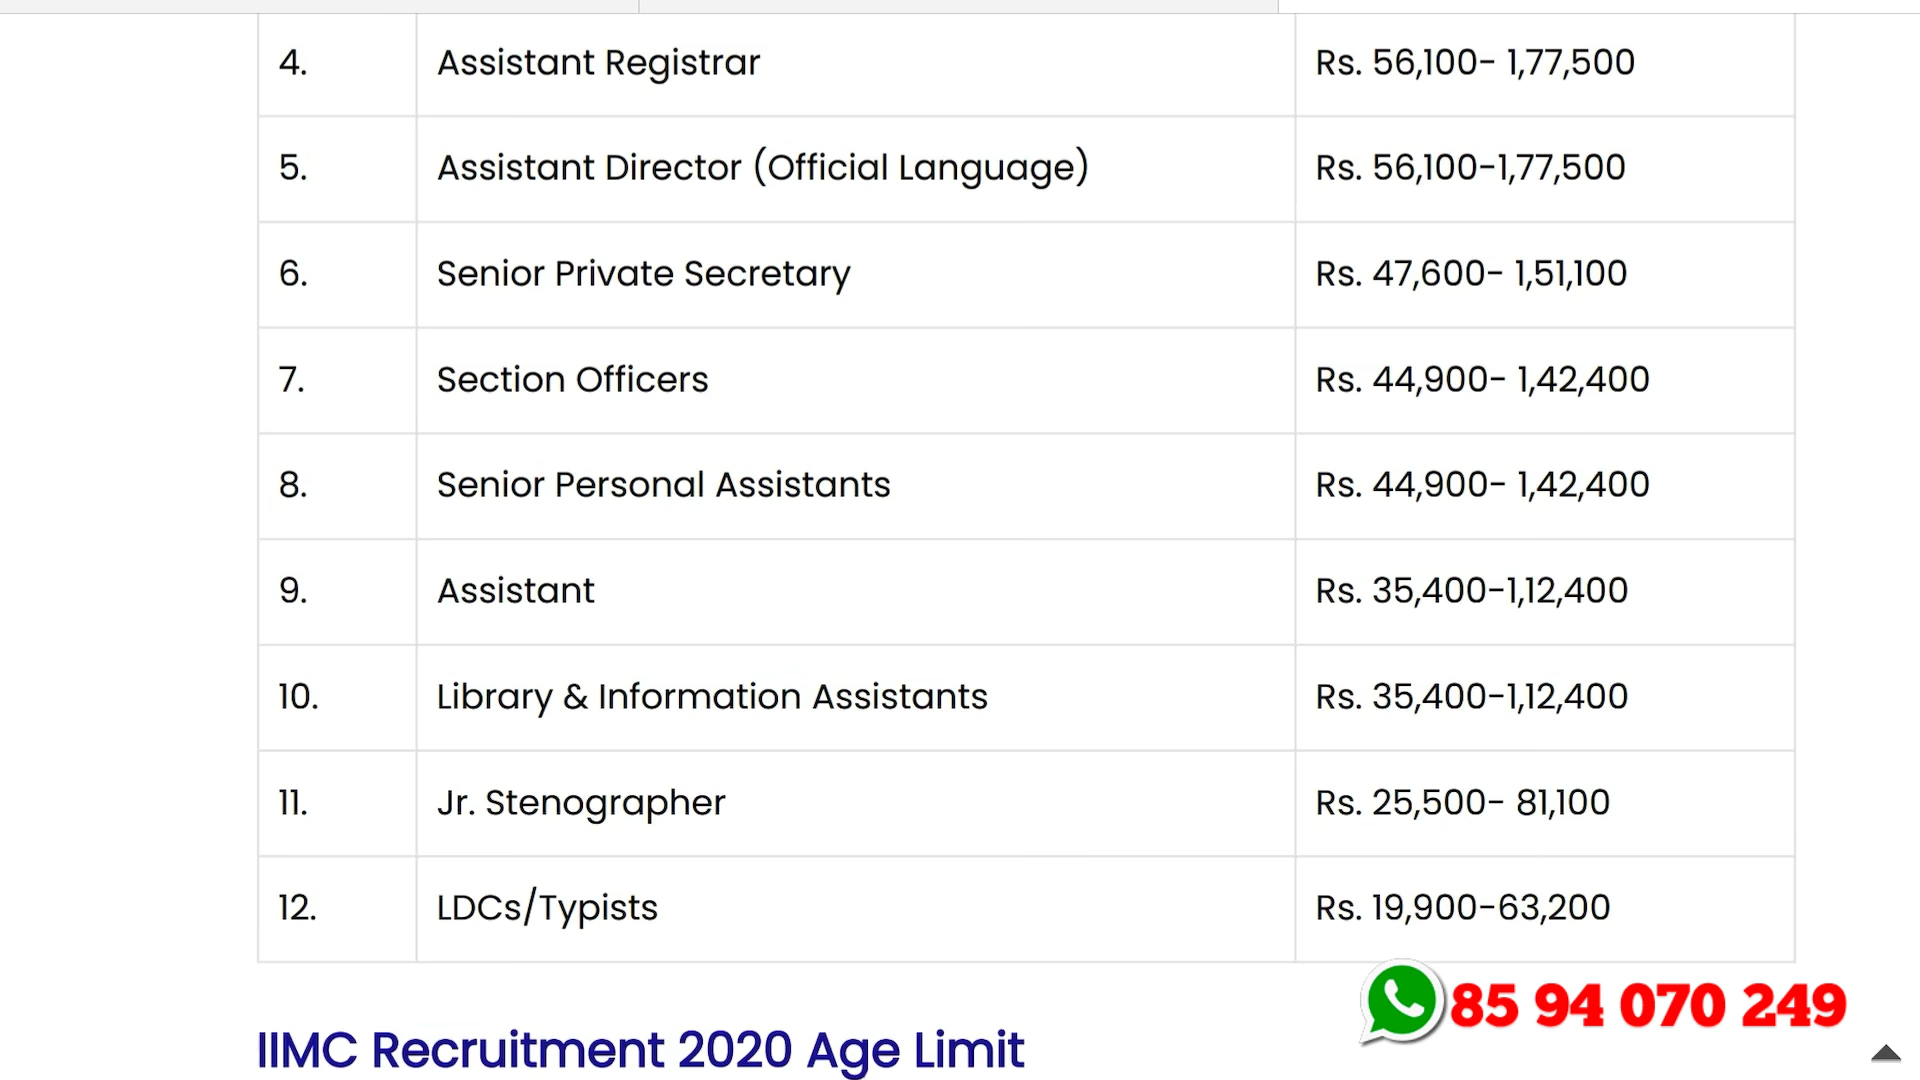 4. Assistant Registrar Rs. 56,100- 1,77,500
5. Assistant Director (Official Language) Rs. 56,100-1,77,500
6. Senior Private Secretary Rs. 47,600- 1,51,100
7. Section Officers Rs. 44,900- 1,42,400
8. Senior Personal Assistants Rs. 44,900- 1,42,400
9. Assistant Rs. 35,400-1,12,400
10. Library & Information Assistants Rs. 35,400-1,12,400
11. Jr. Stenographer Rs. 25,500- 81,100
12. LDCs/Typists Rs. 19,900-63,200
85 94 070 249
IIMC Recruitment 2020 Age Limit